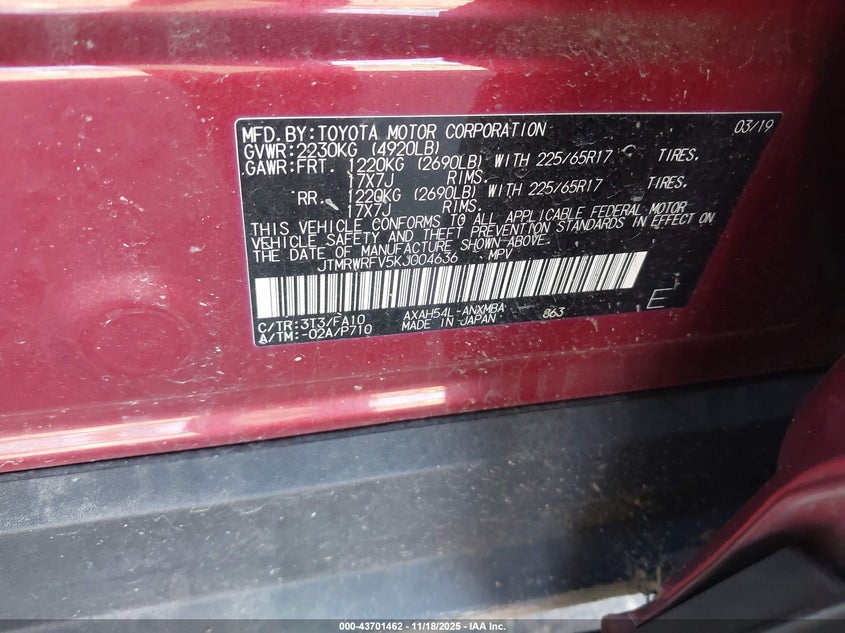 MFD.BY:TOYOTA MOTOR CORPORATION 03/19
GVWR:2230KG (4920LB)
GAWR:FRT. 1220KG (2690LB) WITH 225/65R17 TIRES.
17X7J RIMS.
RR. 1220KG (2690LB) WITH 225/65R17 TIRES.
17X7J RIMS.
THIS VEHICLE CONFORMS TO ALL APPLICABLE FEDERAL MOTOR
VEHICLE SAFETY AND THEFT PREVENTION STANDARDS IN EFFECT ON
THE DATE OF MANUFACTURE SHOWN ABOVE.
JTMRWRFV5KJ004636 MPV
C/TR:3T3/FA10 AXAH54L-ANXMBA 863 E
A/TM:-02A/P710 MADE IN JAPAN
000-43701462 - 11/18/2025 - IAA Inc.